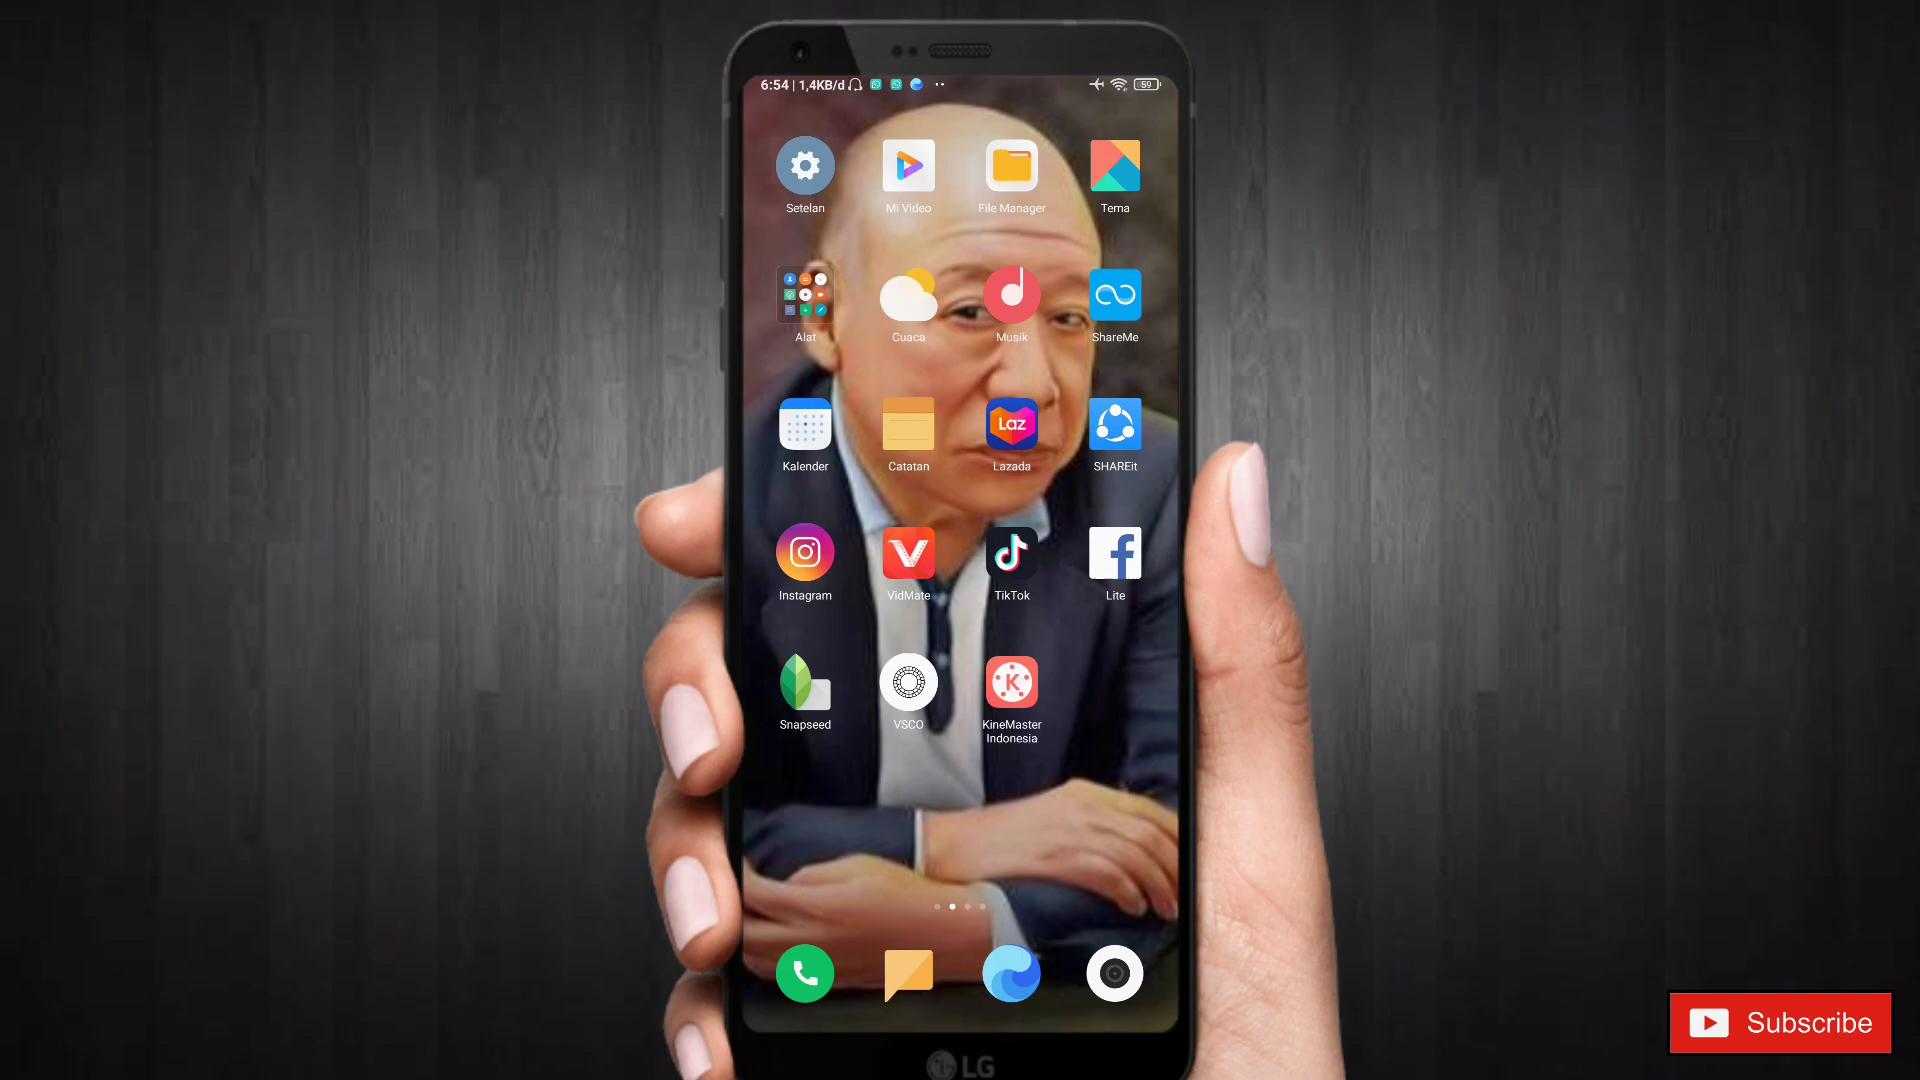 6:54 | 1,4KB/d 59
Setelan Mi Video File Manager Tema
Alat Cuaca Musik ShareMe
Laz
Kalender Catatan Lazada SHAREit
Instagram VidMate TikTok Lite
K
Snapseed VSCO KineMaster
Indonesia
LG
Subscribe